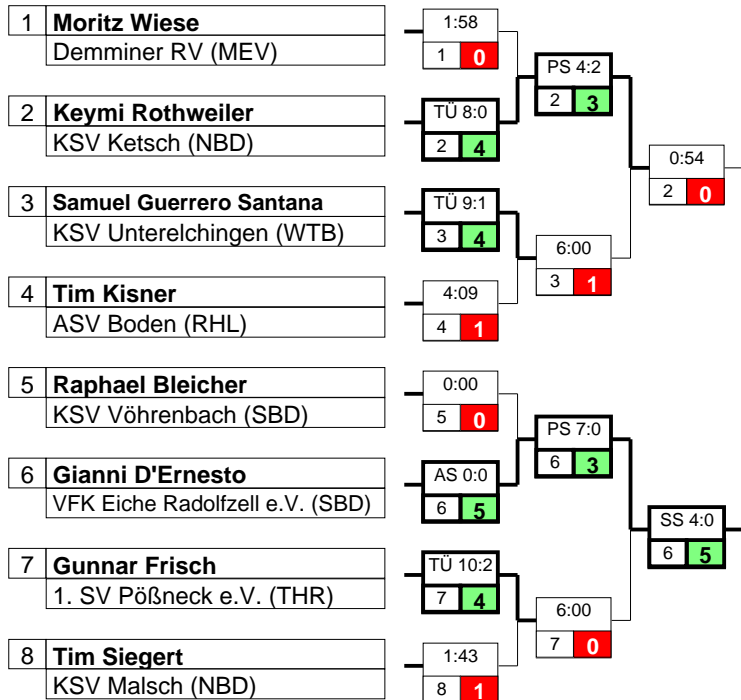 1 Moritz Wiese
Demminer RV (MEV)
1:58
1 0
PS 4:2
2 3
2 Keymi Rothweiler
KSV Ketsch (NBD)
TÜ 8:0
2 4
0:54
2 0
3 Samuel Guerrero Santana
KSV Unterelchingen (WTB)
TÜ 9:1
3 4
6:00
3 1
4 Tim Kisner
ASV Boden (RHL)
4:09
4 1
5 Raphael Bleicher
KSV Vöhrenbach (SBD)
0:00
5 0
PS 7:0
6 3
6 Gianni D'Ernesto
VFK Eiche Radolfzell e.V. (SBD)
AS 0:0
6 5
SS 4:0
6 5
7 Gunnar Frisch
1. SV Pößneck e.V. (THR)
TÜ 10:2
7 4
6:00
7 0
8 Tim Siegert
KSV Malsch (NBD)
1:43
8 1